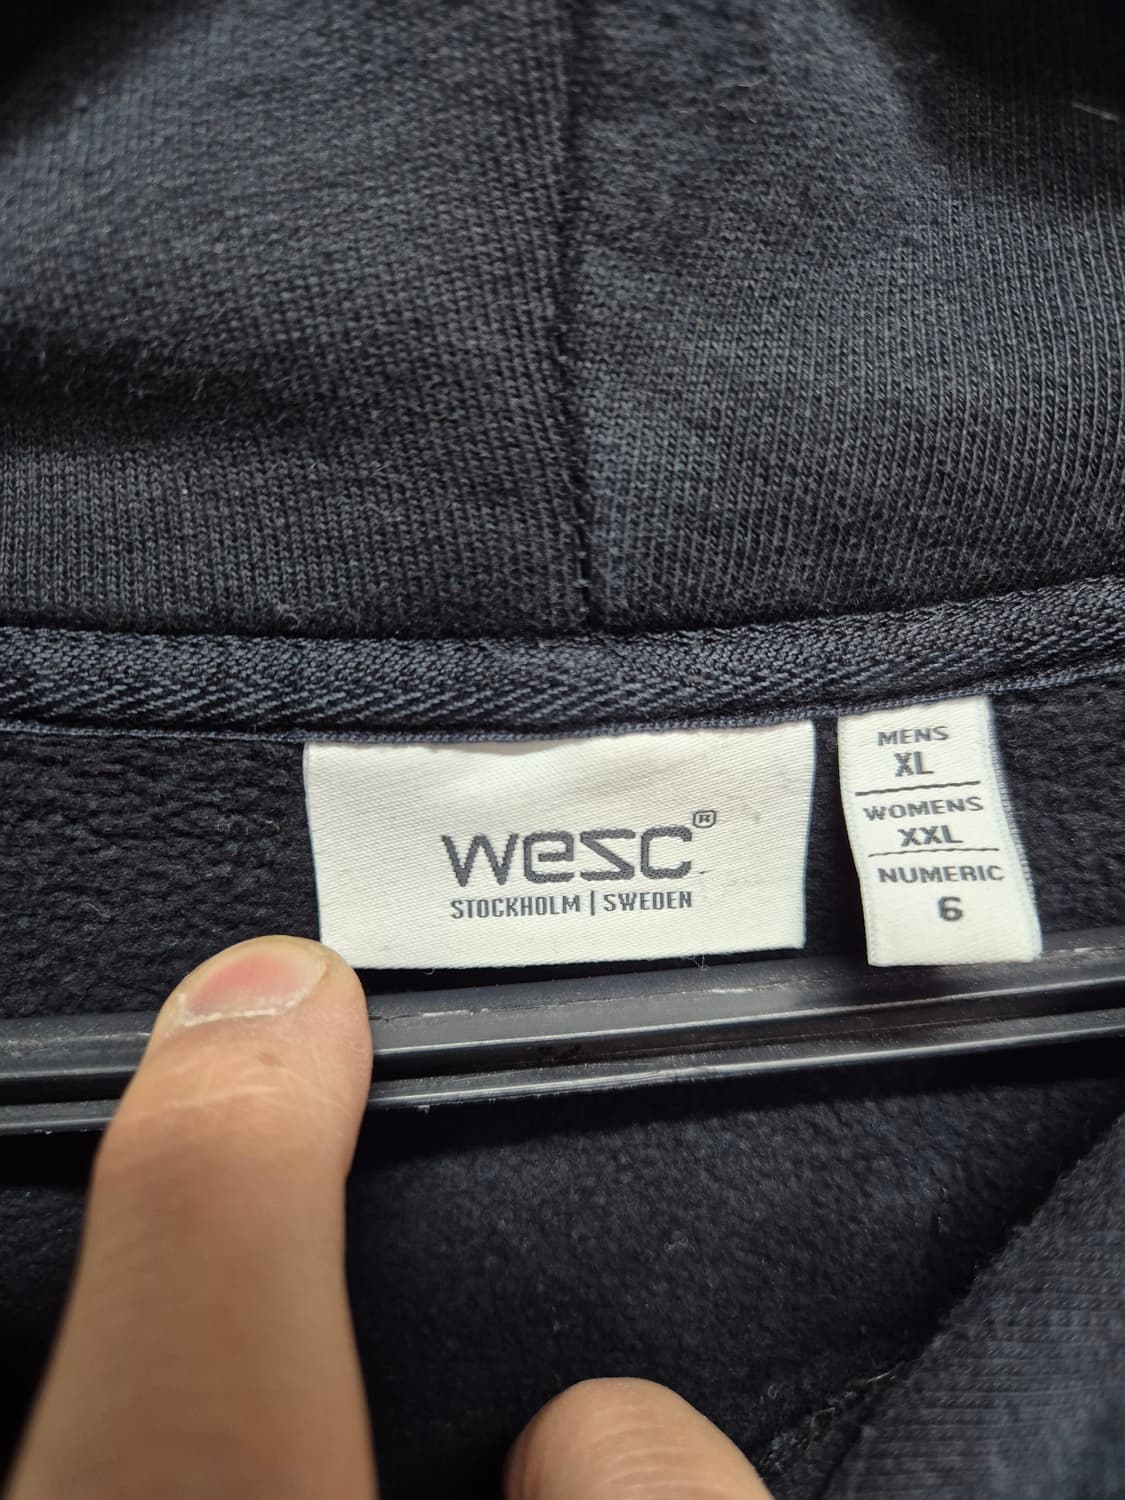 wesc®
STOCKHOLM | SWEDEN
MENS
XL
WOMENS
XXL
NUMERIC
6